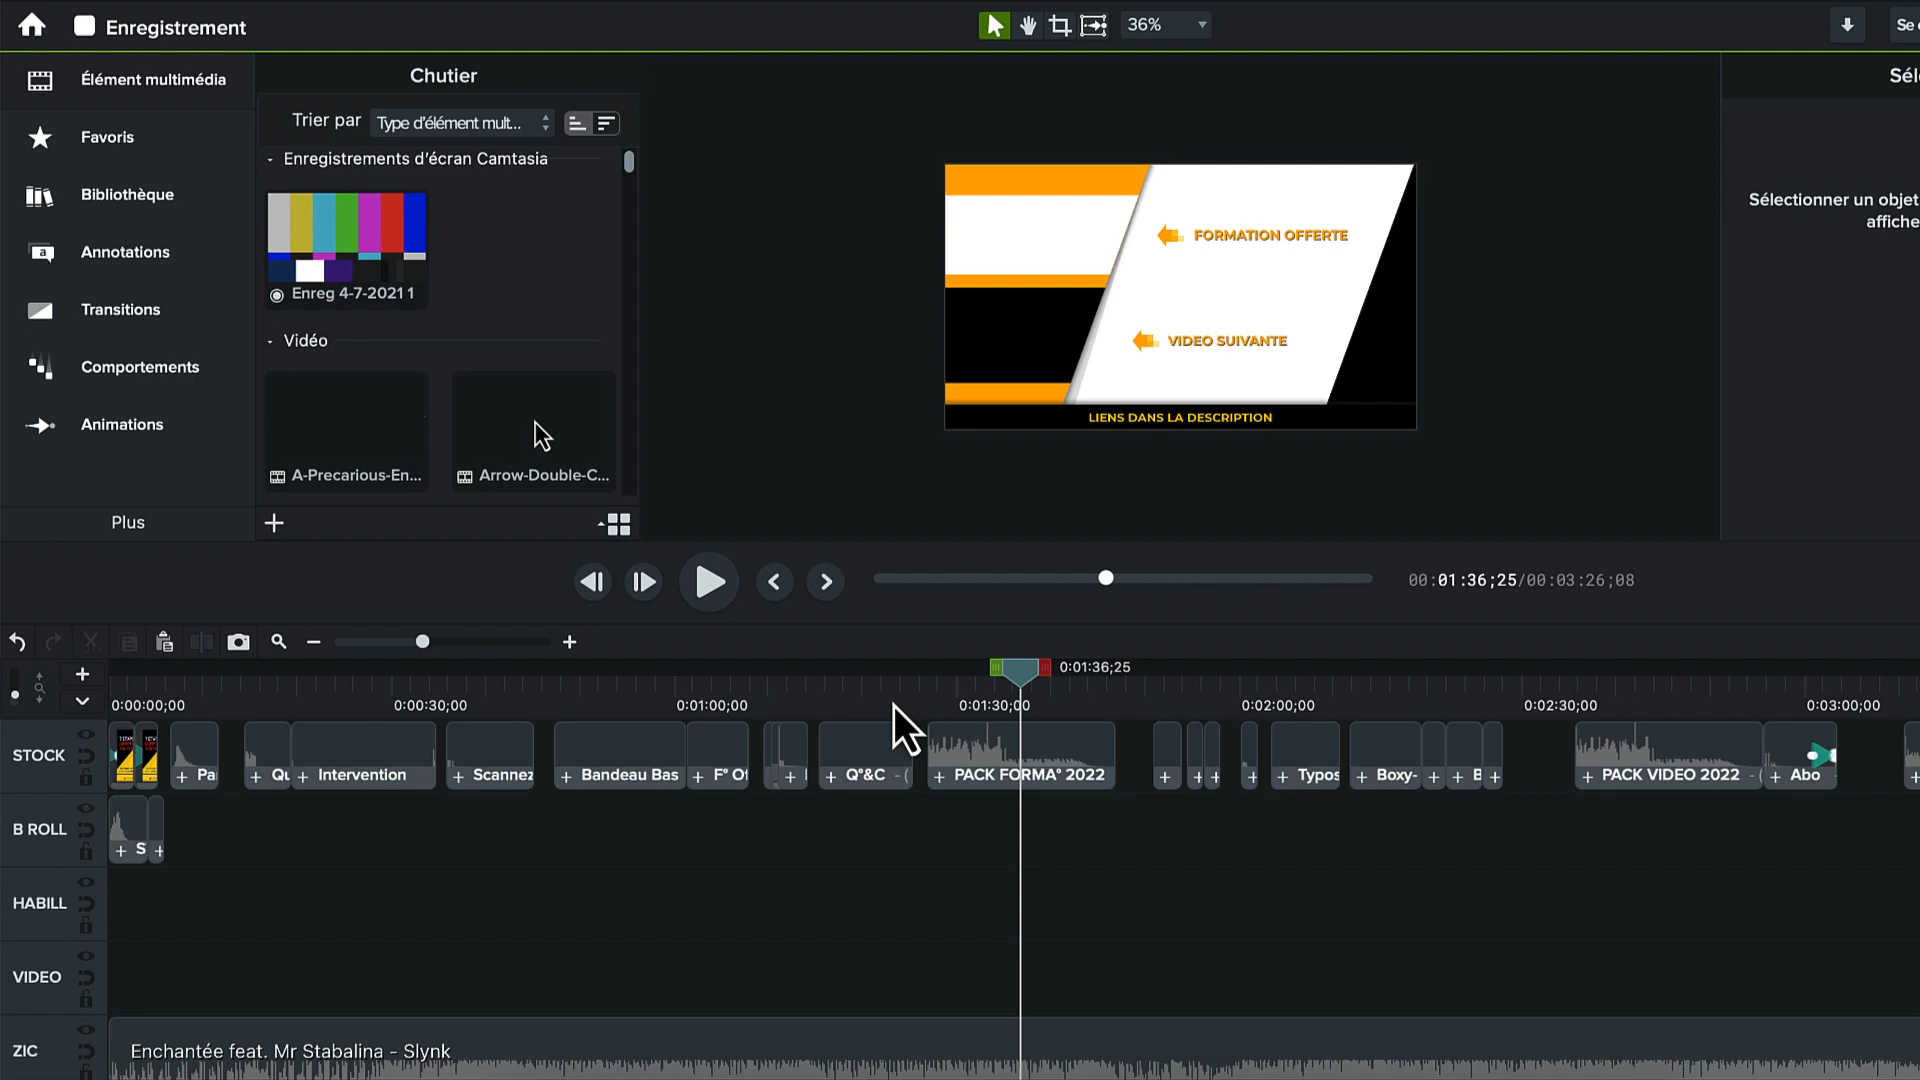 Enregistrement
36%
Se
Élément multimédia
Favoris
Bibliothèque
Annotations
Transitions
Comportements
Animations
Plus
Chutier
Trier par
Type d'élément mult...
Enregistrements d'écran Camtasia
Enreg 4-7-2021 1
Vidéo
A-Precarious-En...
Arrow-Double-C...
FORMATION OFFERTE
VIDEO SUIVANTE
LIENS DANS LA DESCRIPTION
Sél
Sélectionner un objet
affiche
00:01:36;25/00:03:26;08
0:01:36;25
0:00:00;00
0:00:30;00
0:01:00;00
0:01:30;00
0:02:00;00
0:02:30;00
0:03:00;00
STOCK
+ Pa
+ Qu
+ Intervention
+ Scannez
+ Bandeau Bas
+ F° Of
+ Q°&C - (
+ PACK FORMA° 2022
+ Typos
+ Boxy-
+ B
+ PACK VIDEO 2022 - (
+ Abo
B ROLL
+ S
HABILL
VIDEO
ZIC
Enchantée feat. Mr Stabalina - Slynk